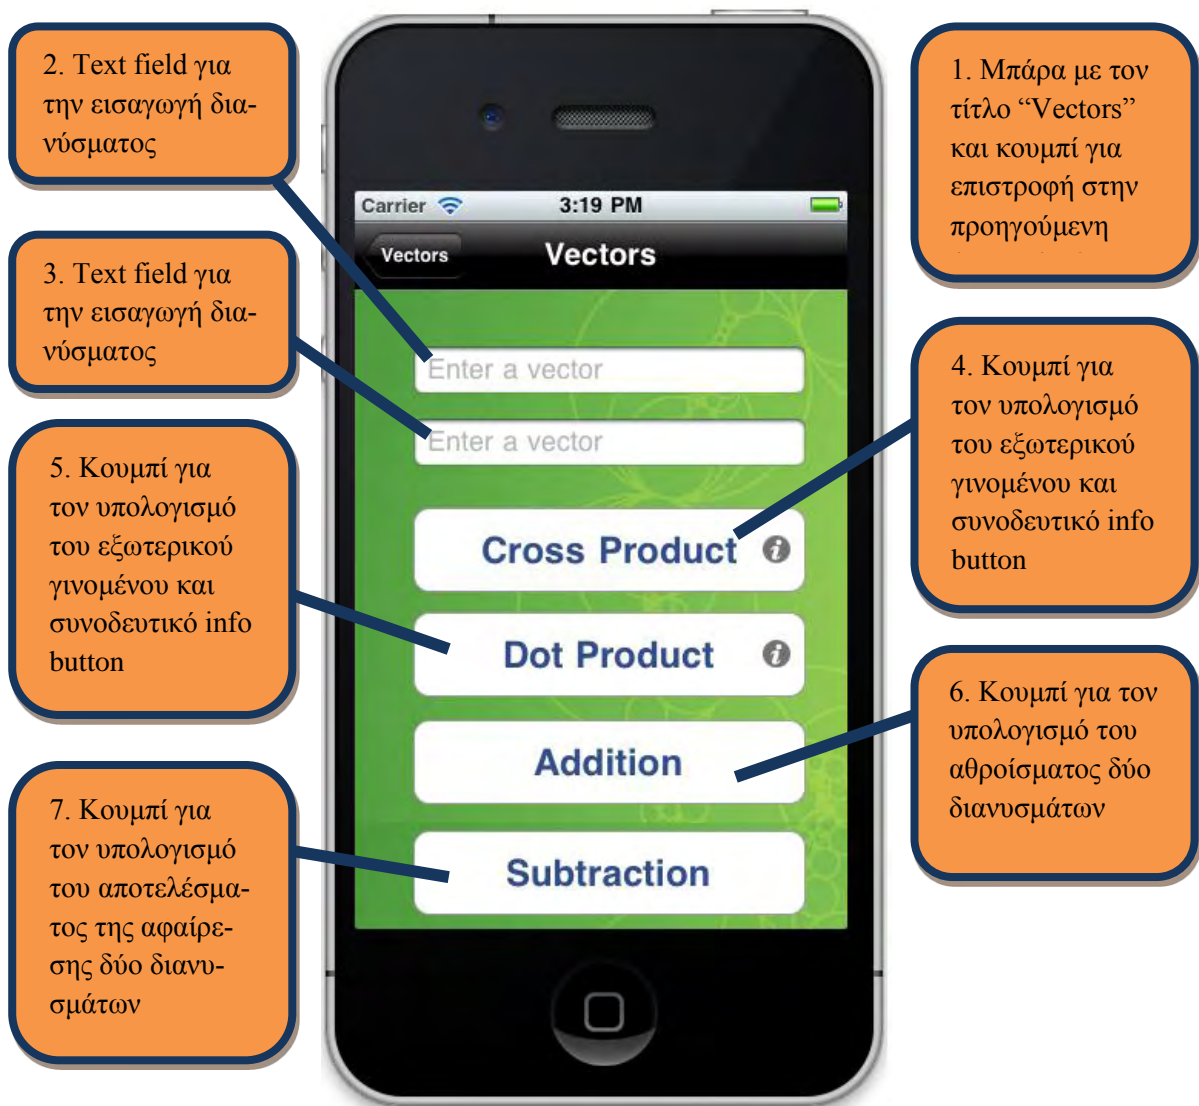 2. Text field για
την εισαγωγή δια-
νύσματος
1. Μπάρα με τον
τίτλο “Vectors”
και κουμπί για
επιστροφή στην
προηγούμενη
3. Text field για
την εισαγωγή δια-
νύσματος
4. Κουμπί για
τον υπολογισμό
του εξωτερικού
γινομένου και
συνοδευτικό info
button
5. Κουμπί για
τον υπολογισμό
του εξωτερικού
γινομένου και
συνοδευτικό info
button
6. Κουμπί για τον
υπολογισμό του
αθροίσματος δύο
διανυσμάτων
7. Κουμπί για
τον υπολογισμό
του αποτελέσμα-
τος της αφαίρε-
σης δύο διανυ-
σμάτων
Carrier 3:19 PM
Vectors Vectors
Enter a vector
Enter a vector
Cross Product i
Dot Product i
Addition
Subtraction